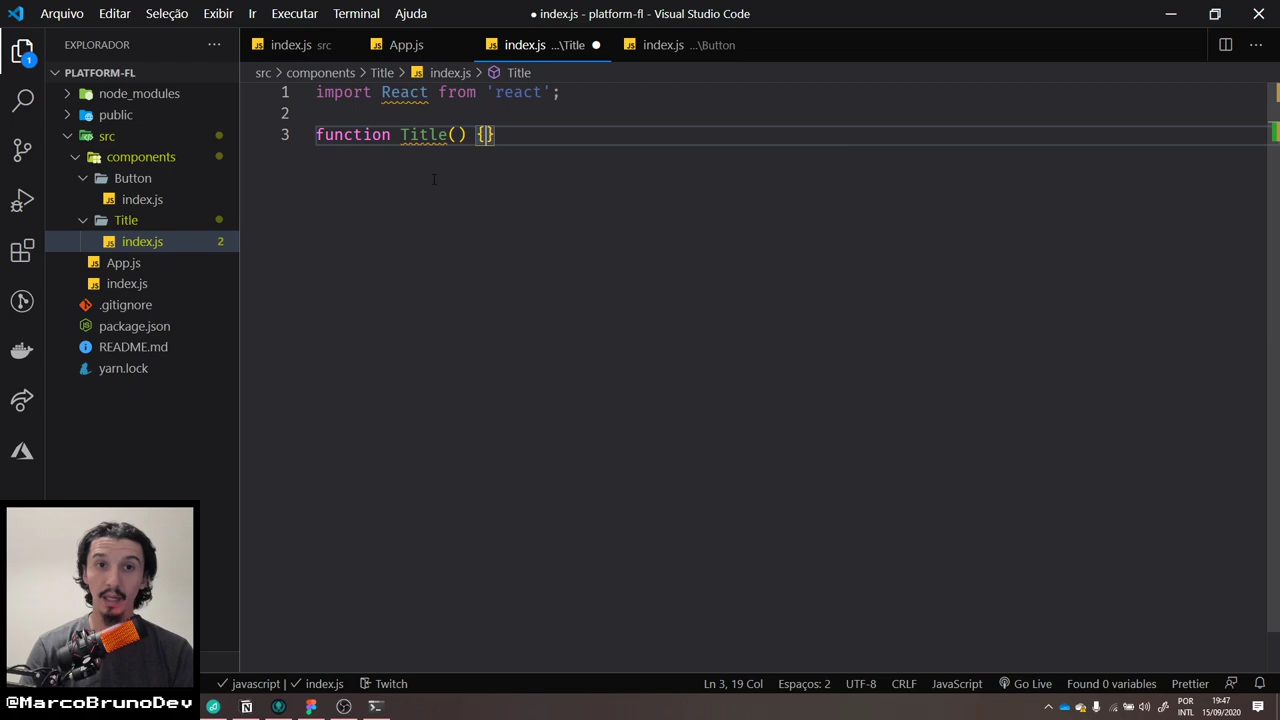 Arquivo Editar Seleção Exibir Ir Executar Terminal Ajuda
● index.js - platform-fl - Visual Studio Code
EXPLORADOR
index.js src
App.js
index.js ...\Title
index.js ...\Button
PLATFORM-FL
src > components > Title > index.js > Title
node_modules
public
src
components
Button
index.js
Title
index.js 2
App.js
index.js
.gitignore
package.json
README.md
yarn.lock
1
1 import React from 'react';
2
3 function Title() {}
@MarcoBrunoDev
javascript index.js Twitch
Ln 3, 19 Col Espaços: 2 UTF-8 CRLF JavaScript Go Live Found 0 variables Prettier
POR
INTL
19:47
15/09/2020